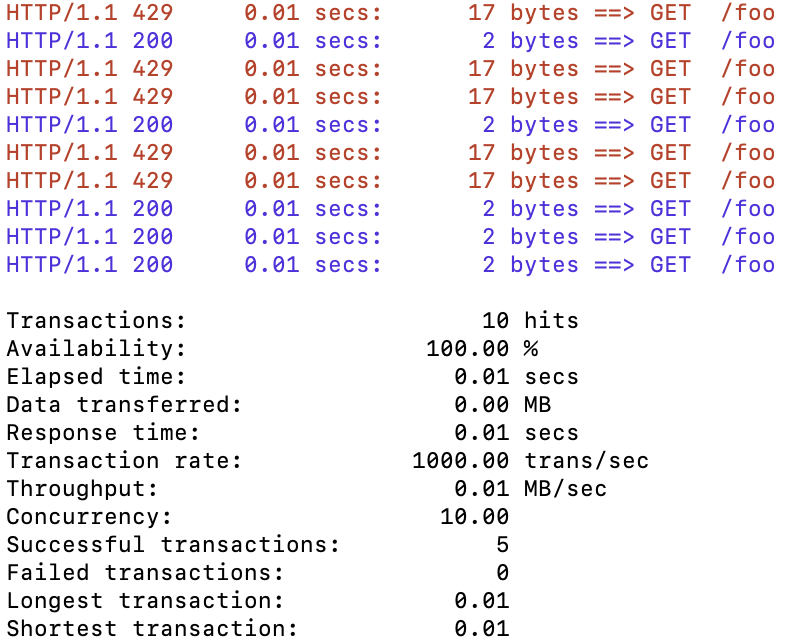 HTTP/1.1 429     0.01 secs:      17 bytes ==> GET  /foo
HTTP/1.1 200     0.01 secs:       2 bytes ==> GET  /foo
HTTP/1.1 429     0.01 secs:      17 bytes ==> GET  /foo
HTTP/1.1 429     0.01 secs:      17 bytes ==> GET  /foo
HTTP/1.1 200     0.01 secs:       2 bytes ==> GET  /foo
HTTP/1.1 429     0.01 secs:      17 bytes ==> GET  /foo
HTTP/1.1 429     0.01 secs:      17 bytes ==> GET  /foo
HTTP/1.1 200     0.01 secs:       2 bytes ==> GET  /foo
HTTP/1.1 200     0.01 secs:       2 bytes ==> GET  /foo
HTTP/1.1 200     0.01 secs:       2 bytes ==> GET  /foo
Transactions:                     10 hits
Availability:                 100.00 %
Elapsed time:                   0.01 secs
Data transferred:               0.00 MB
Response time:                  0.01 secs
Transaction rate:            1000.00 trans/sec
Throughput:                     0.01 MB/sec
Concurrency:                   10.00
Successful transactions:           5
Failed transactions:               0
Longest transaction:            0.01
Shortest transaction:           0.01